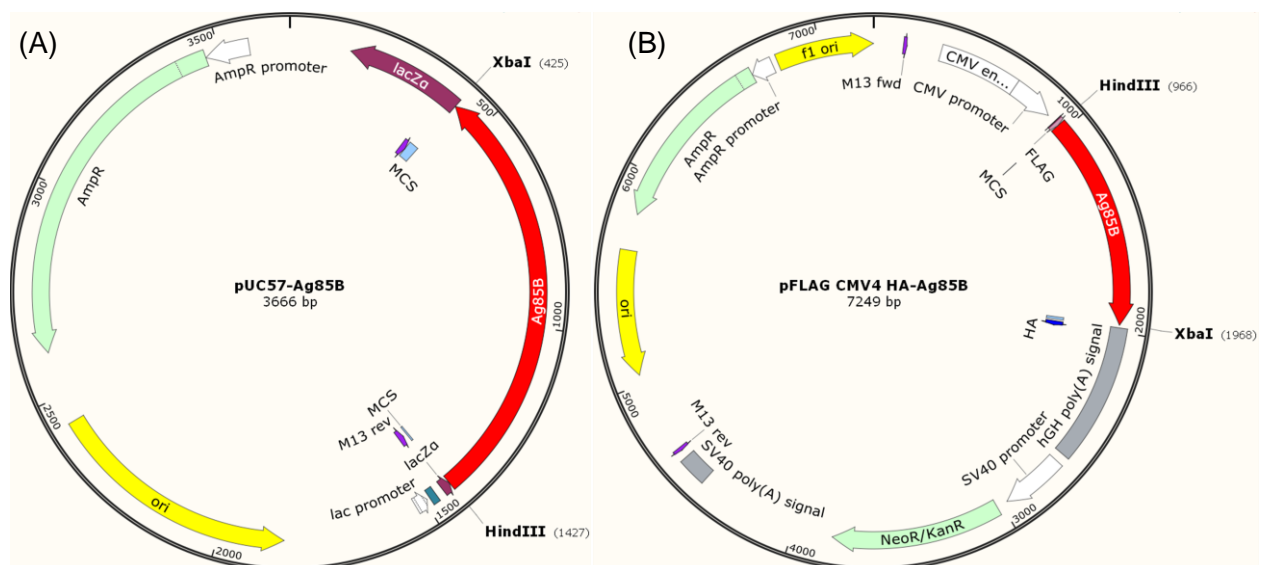 (A)
3500
AmpR promoter
lacZα
XbaI (425)
500
MCS
AmpR
3000
pUC57-Ag85B
3666 bp
Ag85B
1000
MCS
M13 rev
lacZα
lac promoter
2500
ori
1500
HindIII (1427)
2000
(B)
7000
f1 ori
M13 fwd
CMV en...
CMV promoter
HindIII (966)
1000
FLAG
MCS
AmpR
AmpR promoter
6000
Ag85B
pFLAG CMV4 HA-Ag85B
7249 bp
ori
HA
2000
XbaI (1968)
5000
M13 rev
SV40 poly(A) signal
SV40 promoter
hGH poly(A) signal
NeoR/KanR
3000
4000